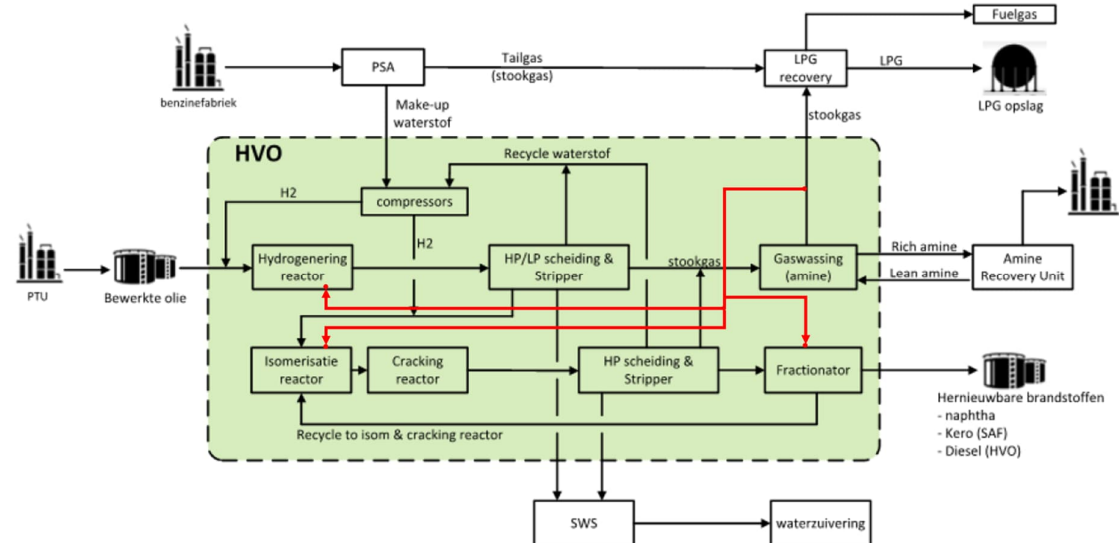 Fuelgas
PSA
Tailgas
(stookgas)
LPG
recovery
LPG
LPG opslag
benzinefabriek
Make-up
waterstof
stookgas
HVO
Recycle waterstof
H2
compressors
H2
Hydrogenering
reactor
HP/LP scheiding &
Stripper
stookgas
Gaswassing
(amine)
Rich amine
Lean amine
Amine
Recovery Unit
PTU
Bewerkte olie
Isomerisatie
reactor
Cracking
reactor
HP scheiding &
Stripper
Fractionator
Hernieuwbare brandstoffen
- naphtha
- Kero (SAF)
- Diesel (HVO)
Recycle to isom & cracking reactor
SWS
waterzuivering